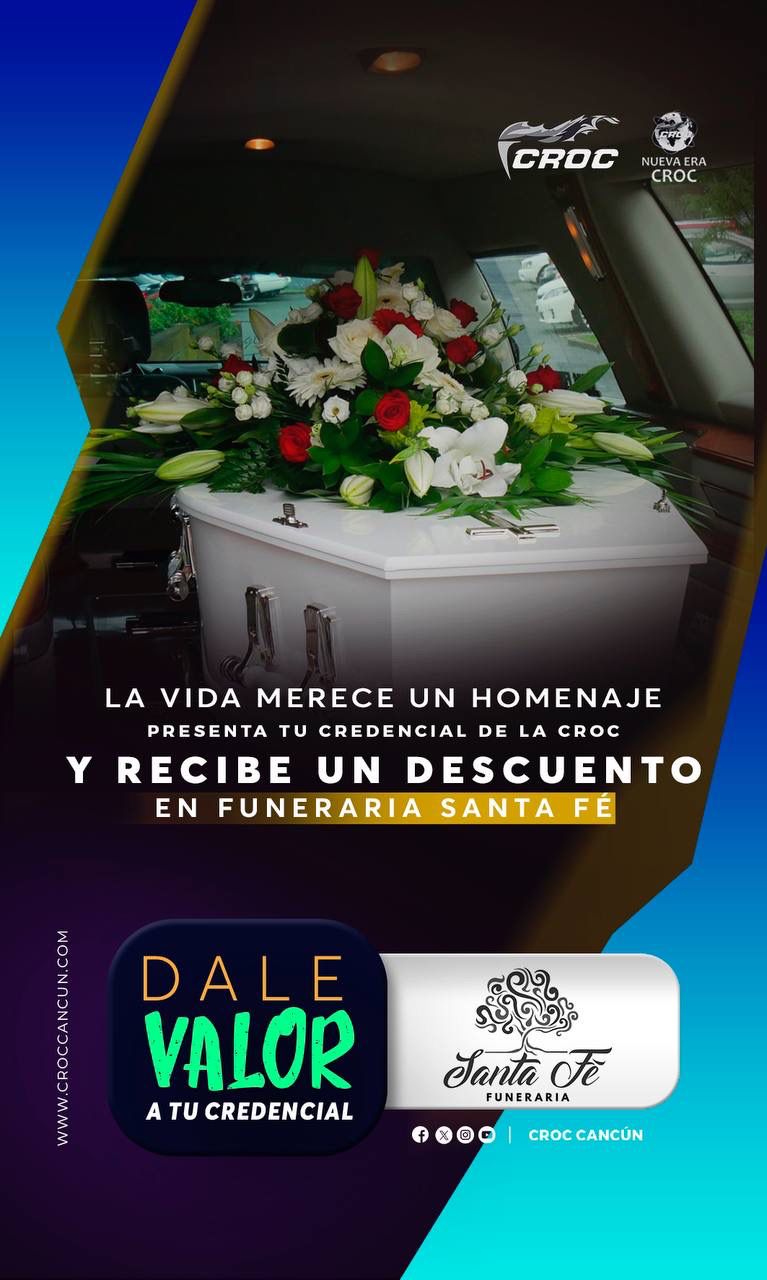 CROC
CROC
NUEVA ERA
CROC
LA VIDA MERECE UN HOMENAJE
PRESENTA TU CREDENCIAL DE LA CROC
Y RECIBE UN DESCUENTO
EN FUNERARIA SANTA FÉ
WWW.CROCCANCUN.COM
DALE
VALOR
A TU CREDENCIAL
Santa Fé
FUNERARIA
CROC CANCÚN